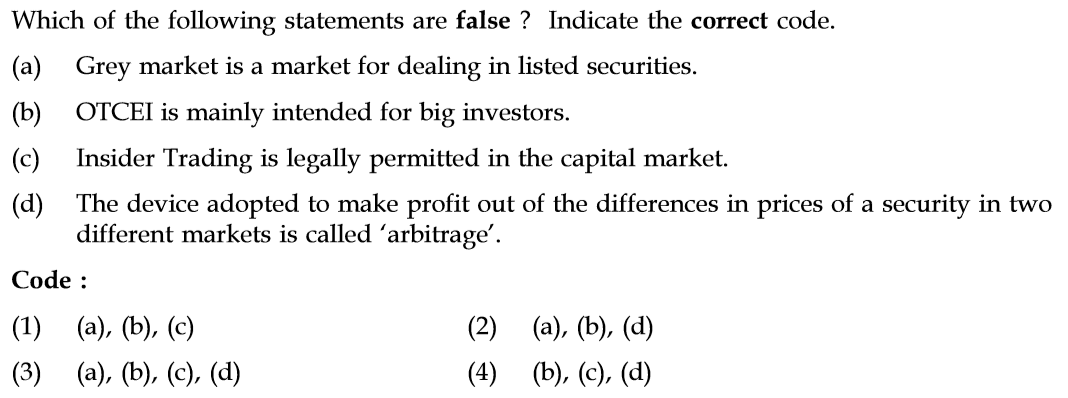 Which of the following statements are false ? Indicate the correct code.
(a) Grey market is a market for dealing in listed securities.
(b) OTCEI is mainly intended for big investors.
(c) Insider Trading is legally permitted in the capital market.
(d) The device adopted to make profit out of the differences in prices of a security in two
different markets is called ‘arbitrage’.
Code :
(1) (a), (b), (c) (2) (a), (b), (d)
(3) (a), (b), (c), (d) (4) (b), (c), (d)